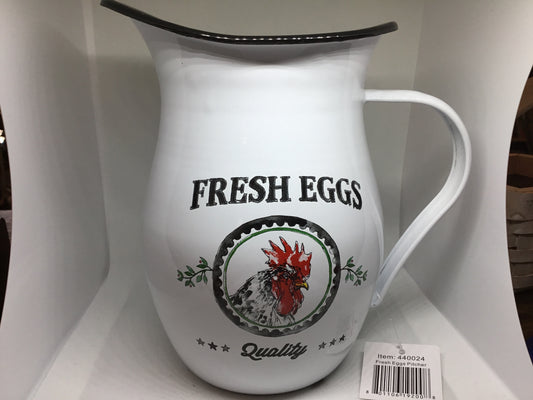 FRESH EGGS
Quality
Item: 440024
Fresh Eggs Pitcher